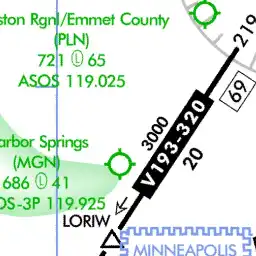 ston Rgnl/Emmet County
(PLN)
721 Ⓛ 65
ASOS 119.025
219
69
3000
V193-320
20
arbor Springs
(MGN)
686 Ⓛ 41
OS-3P 119.925
LORIW
MINNEAPOLIS